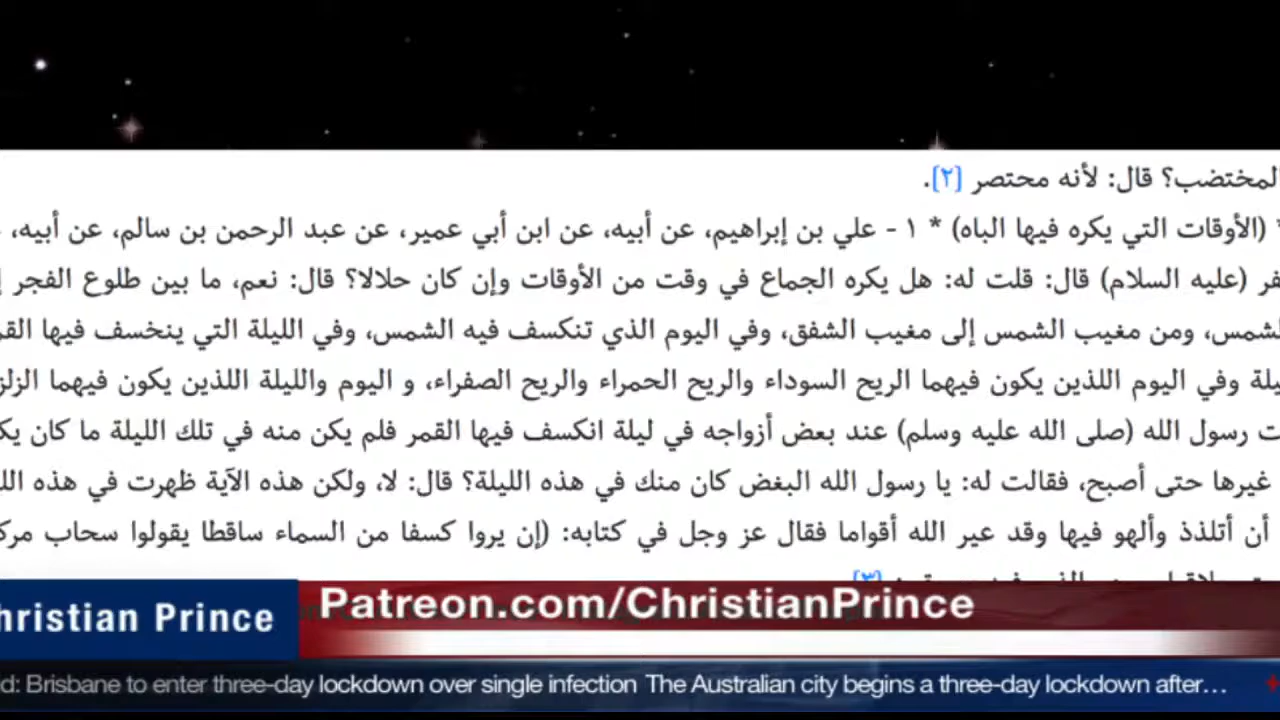 المختضب؟ قال: لأنه محتصر [٢].
* (الأوقات التي يكره فيها الباه) * ١ - علي بن إبراهيم، عن أبيه، عن ابن أبي عمير، عن عبد الرحمن بن سالم، عن أبيه،
(عليه السلام) قال: قلت له: هل يكره الجماع في وقت من الأوقات وإن كان حلالا؟ قال: نعم، ما بين طلوع الفجر
الشمس، ومن مغيب الشمس إلى مغيب الشفق، وفي اليوم الذي تنكسف فيه الشمس، وفي الليلة التي ينخسف فيها
وفي اليوم اللذين يكون فيهما الريح السوداء والريح الحمراء والريح الصفراء، و اليوم والليلة اللذين يكون فيهما
رسول الله (صلى الله عليه وسلم) عند بعض أزواجه في ليلة انكسف فيها القمر فلم يكن منه في تلك الليلة ما كان
غيرها حتى أصبح، فقالت له: يا رسول الله البغض كان منك في هذه الليلة؟ قال: لا، ولكن هذه الآية ظهرت في هذه
أن أتلذذ وألهو فيها وقد عير الله أقواما فقال عز وجل في كتابه: (إن يروا كسفا من السماء ساقطا يقولوا سحاب
[٣]
hristian Prince
Patreon.com/ChristianPrince
d: Brisbane to enter three-day lockdown over single infection The Australian city begins a three-day lockdown after…